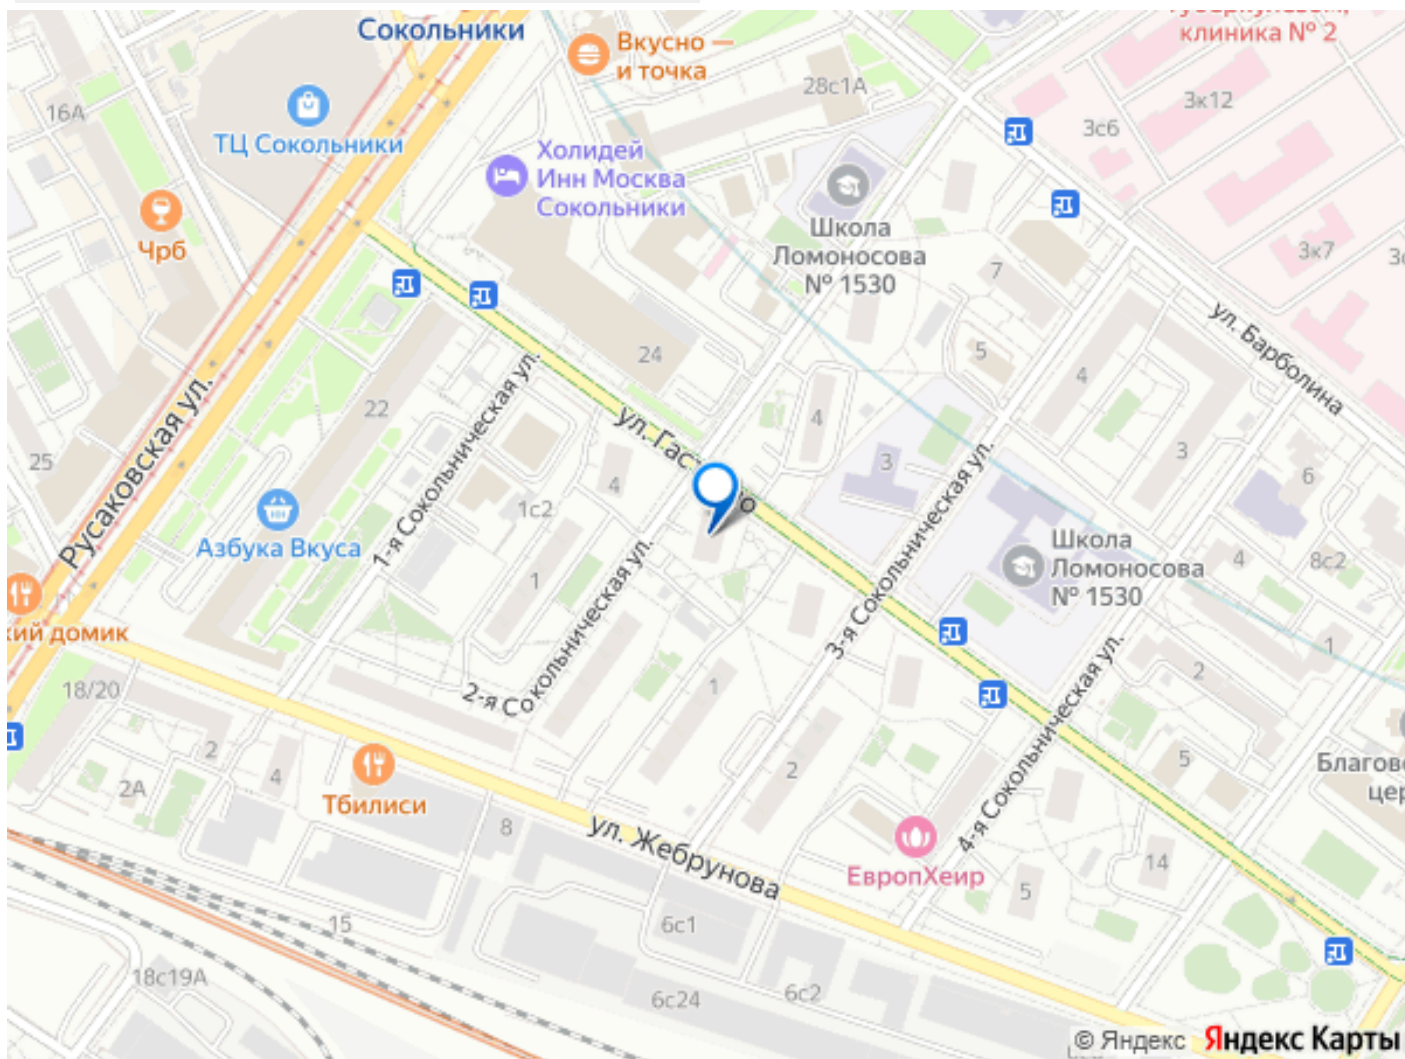 Сокольники
Вкусно —
и точка
клиника № 2
28с1А
3к12
3с6
16А
ТЦ Сокольники
Холидей
Инн Москва
Сокольники
Школа
Ломоносова
№ 1530
Чрб
3к7
7
5
ул. Барболина
24
4
22
4
3
Русаковская ул.
1-я Сокольническая ул.
ул. Гас
о
25
3
6
4
1с2
Азбука Вкуса
1
2-я Сокольническая ул.
3-я Сокольническая ул.
Школа
Ломоносова
№ 1530
4
8с2
кий домик
1
2
18/20
1
4-я Сокольническая ул.
2
2А
4
Тбилиси
2
5
Благов
цер
8
ул. Жебрунова
ЕвропХеир
14
5
15
6с1
18с19А
6с24
6с2
© Яндекс Яндекс Карты